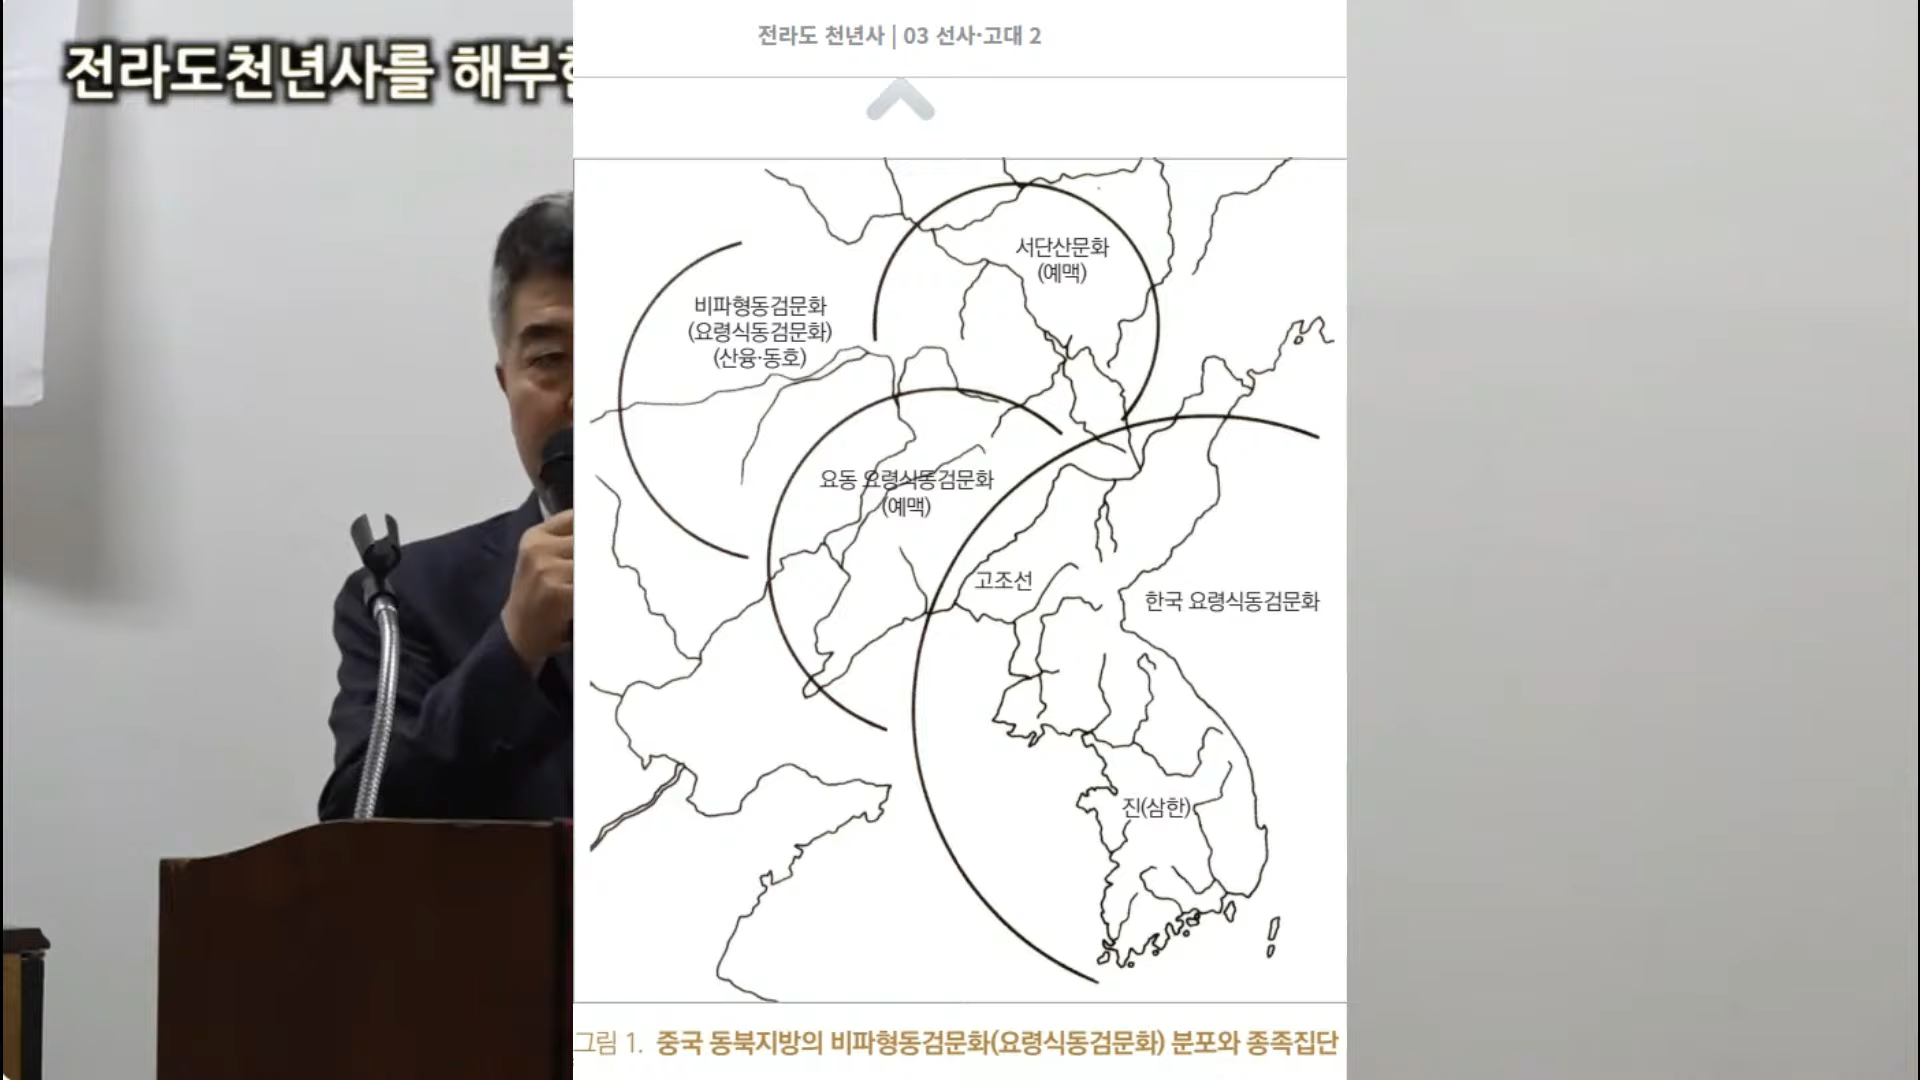 전라도천년사를 해부
전라도 천년사 | 03 선사·고대 2
서단산문화
(예맥)
비파형동검문화
(요령식동검문화)
(산융·동호)
요동 요령식동검문화
(예맥)
고조선
한국 요령식동검문화
진(삼한)
그림 1. 중국 동북지방의 비파형동검문화(요령식동검문화) 분포와 종족집단